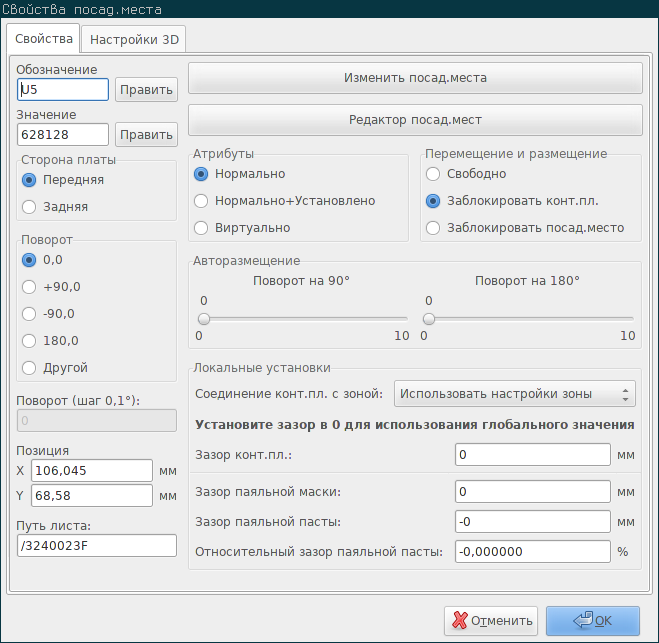 Свойства посад.места
Свойства
Настройки 3D
Обозначение
U5
Править
Значение
628128
Править
Сторона платы
Передняя
Задняя
Поворот
0,0
+90,0
-90,0
180,0
Другой
Поворот (шаг 0,1°):
0
Позиция
X 106,045 мм
Y 68,58 мм
Путь листа:
/3240023F
Изменить посад.места
Редактор посад.мест
Атрибуты
Нормально
Нормально+Установлено
Виртуально
Перемещение и размещение
Свободно
Заблокировать конт.пл.
Заблокировать посад.место
Авторазмещение
Поворот на 90°
0
0 10
Поворот на 180°
0
0 10
Локальные установки
Соединение конт.пл. с зоной: Использовать настройки зоны
Установите зазор в 0 для использования глобального значения
Зазор конт.пл.: 0 мм
Зазор паяльной маски: 0 мм
Зазор паяльной пасты: -0 мм
Относительный зазор паяльной пасты: -0,000000 %
Отменить
OK